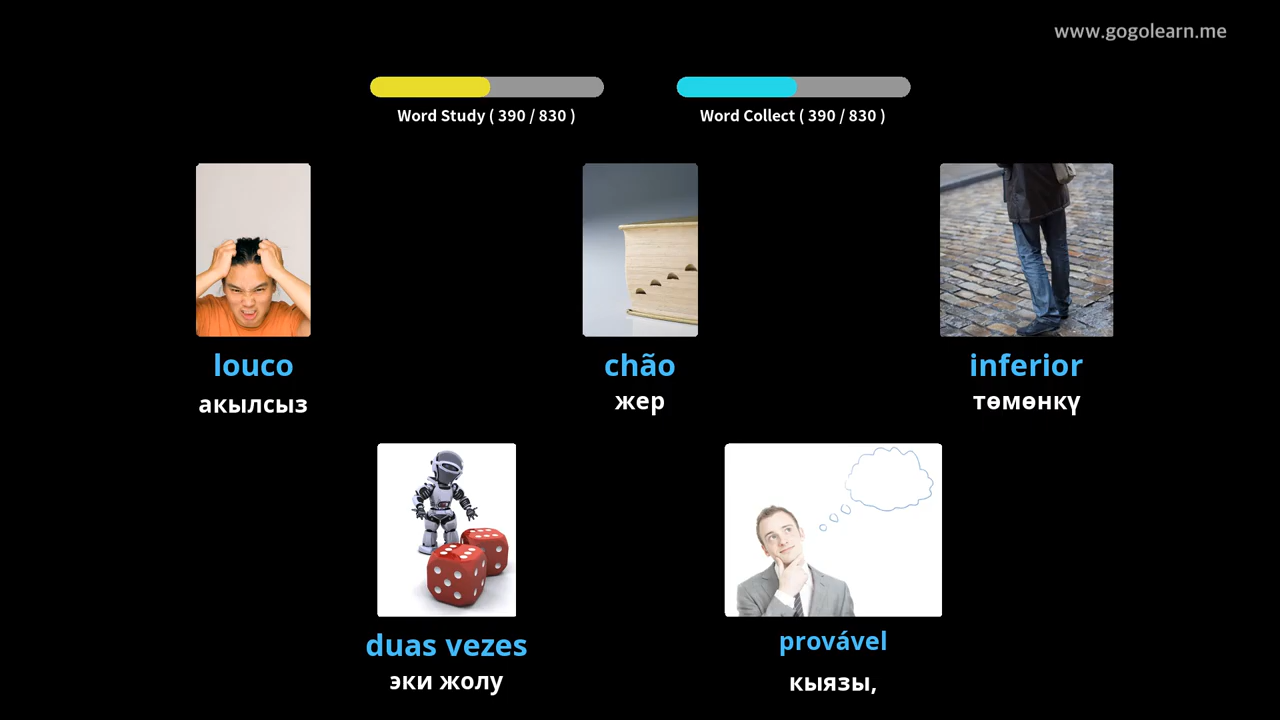 www.gogolearn.me
Word Study ( 390 / 830 )
Word Collect ( 390 / 830 )
louco
акылсыз
chão
жер
inferior
төмөнкү
duas vezes
эки жолу
provável
кыязы,